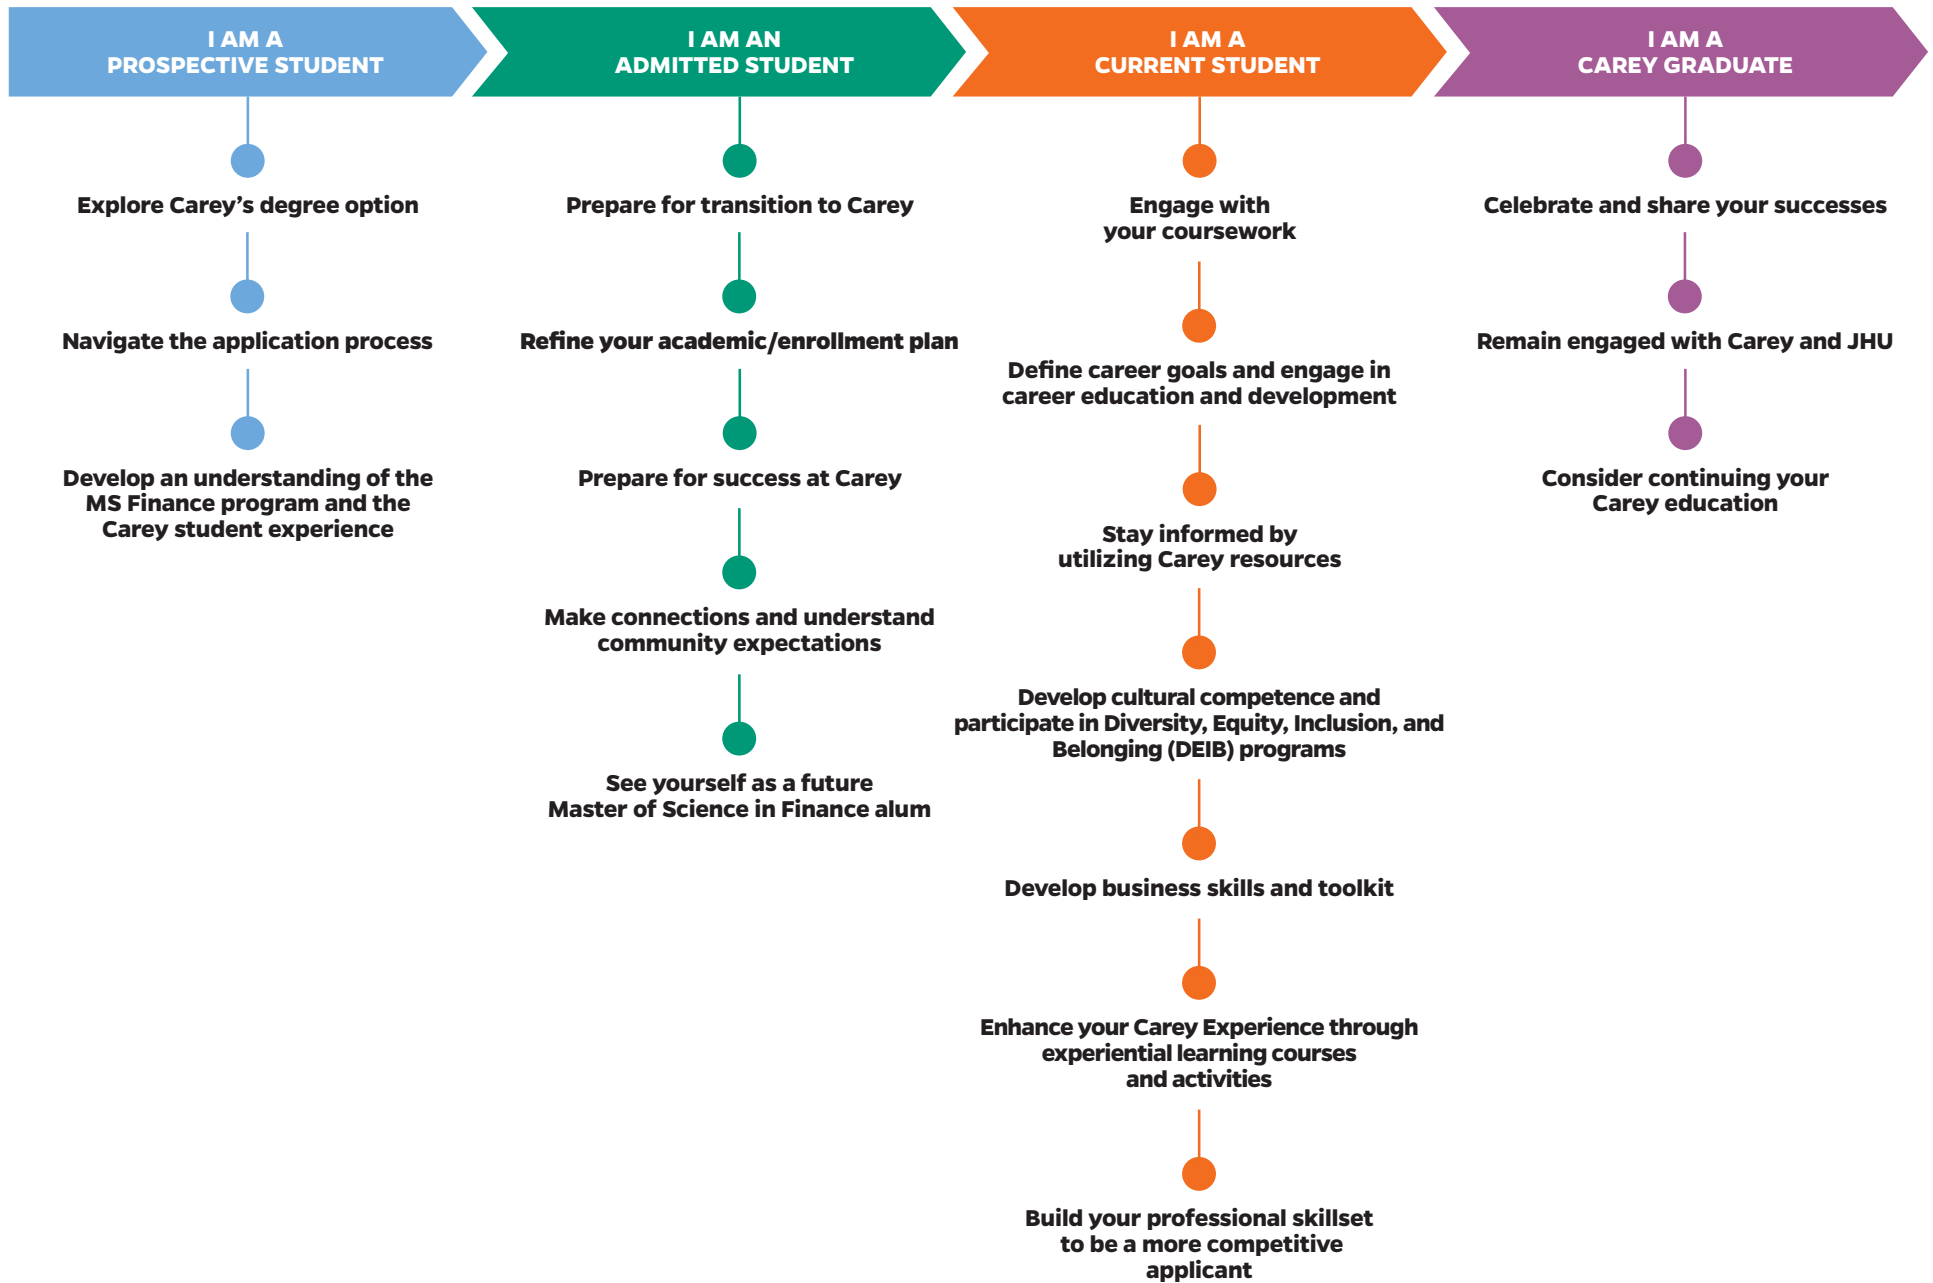 I AM A
PROSPECTIVE STUDENT
Explore Carey’s degree option
Navigate the application process
Develop an understanding of the
MS Finance program and the
Carey student experience
I AM AN
ADMITTED STUDENT
Prepare for transition to Carey
Refine your academic/enrollment plan
Prepare for success at Carey
Make connections and understand
community expectations
See yourself as a future
Master of Science in Finance alum
I AM A
CURRENT STUDENT
Engage with
your coursework
Define career goals and engage in
career education and development
Stay informed by
utilizing Carey resources
Develop cultural competence and
participate in Diversity, Equity, Inclusion, and
Belonging (DEIB) programs
Develop business skills and toolkit
Enhance your Carey Experience through
experiential learning courses
and activities
Build your professional skillset
to be a more competitive
applicant
I AM A
CAREY GRADUATE
Celebrate and share your successes
Remain engaged with Carey and JHU
Consider continuing your
Carey education